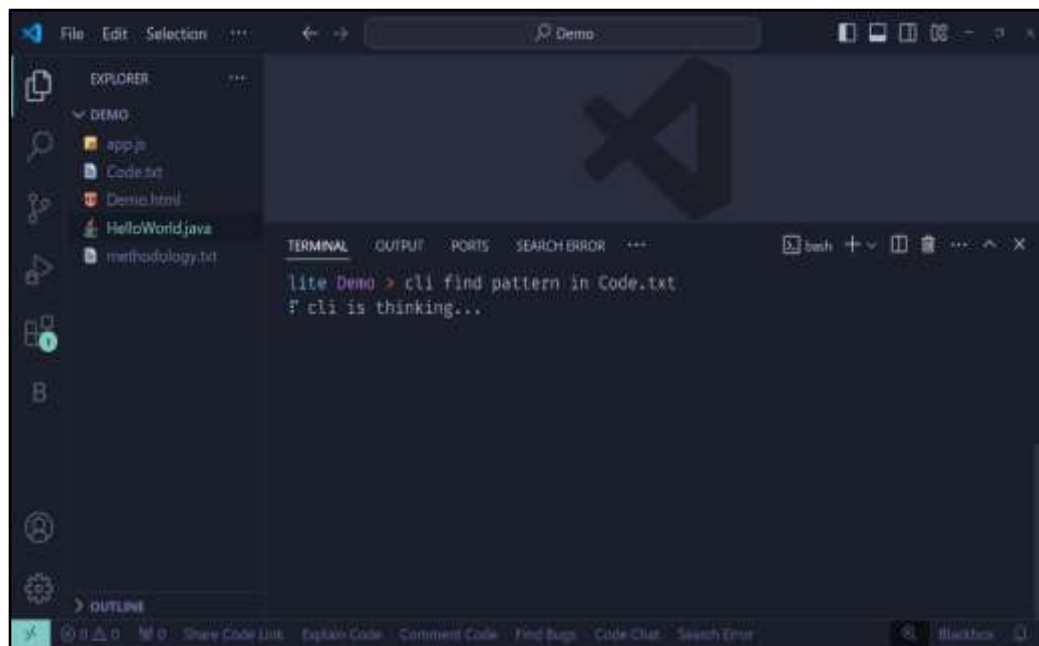 File Edit Selection ...
Demo
EXPLORER ...
DEMO
app.js
Code.txt
Demo.html
HelloWorld.java
methodology.txt
TERMINAL OUTPUT PORTS SEARCH ERROR ...
bash
lite Demo > cli find pattern in Code.txt
cli is thinking...
1
B
OUTLINE
0 0 0 Share Code Link Explain Code Comment Code Find Bugs Code Chat Search Error Blackbox